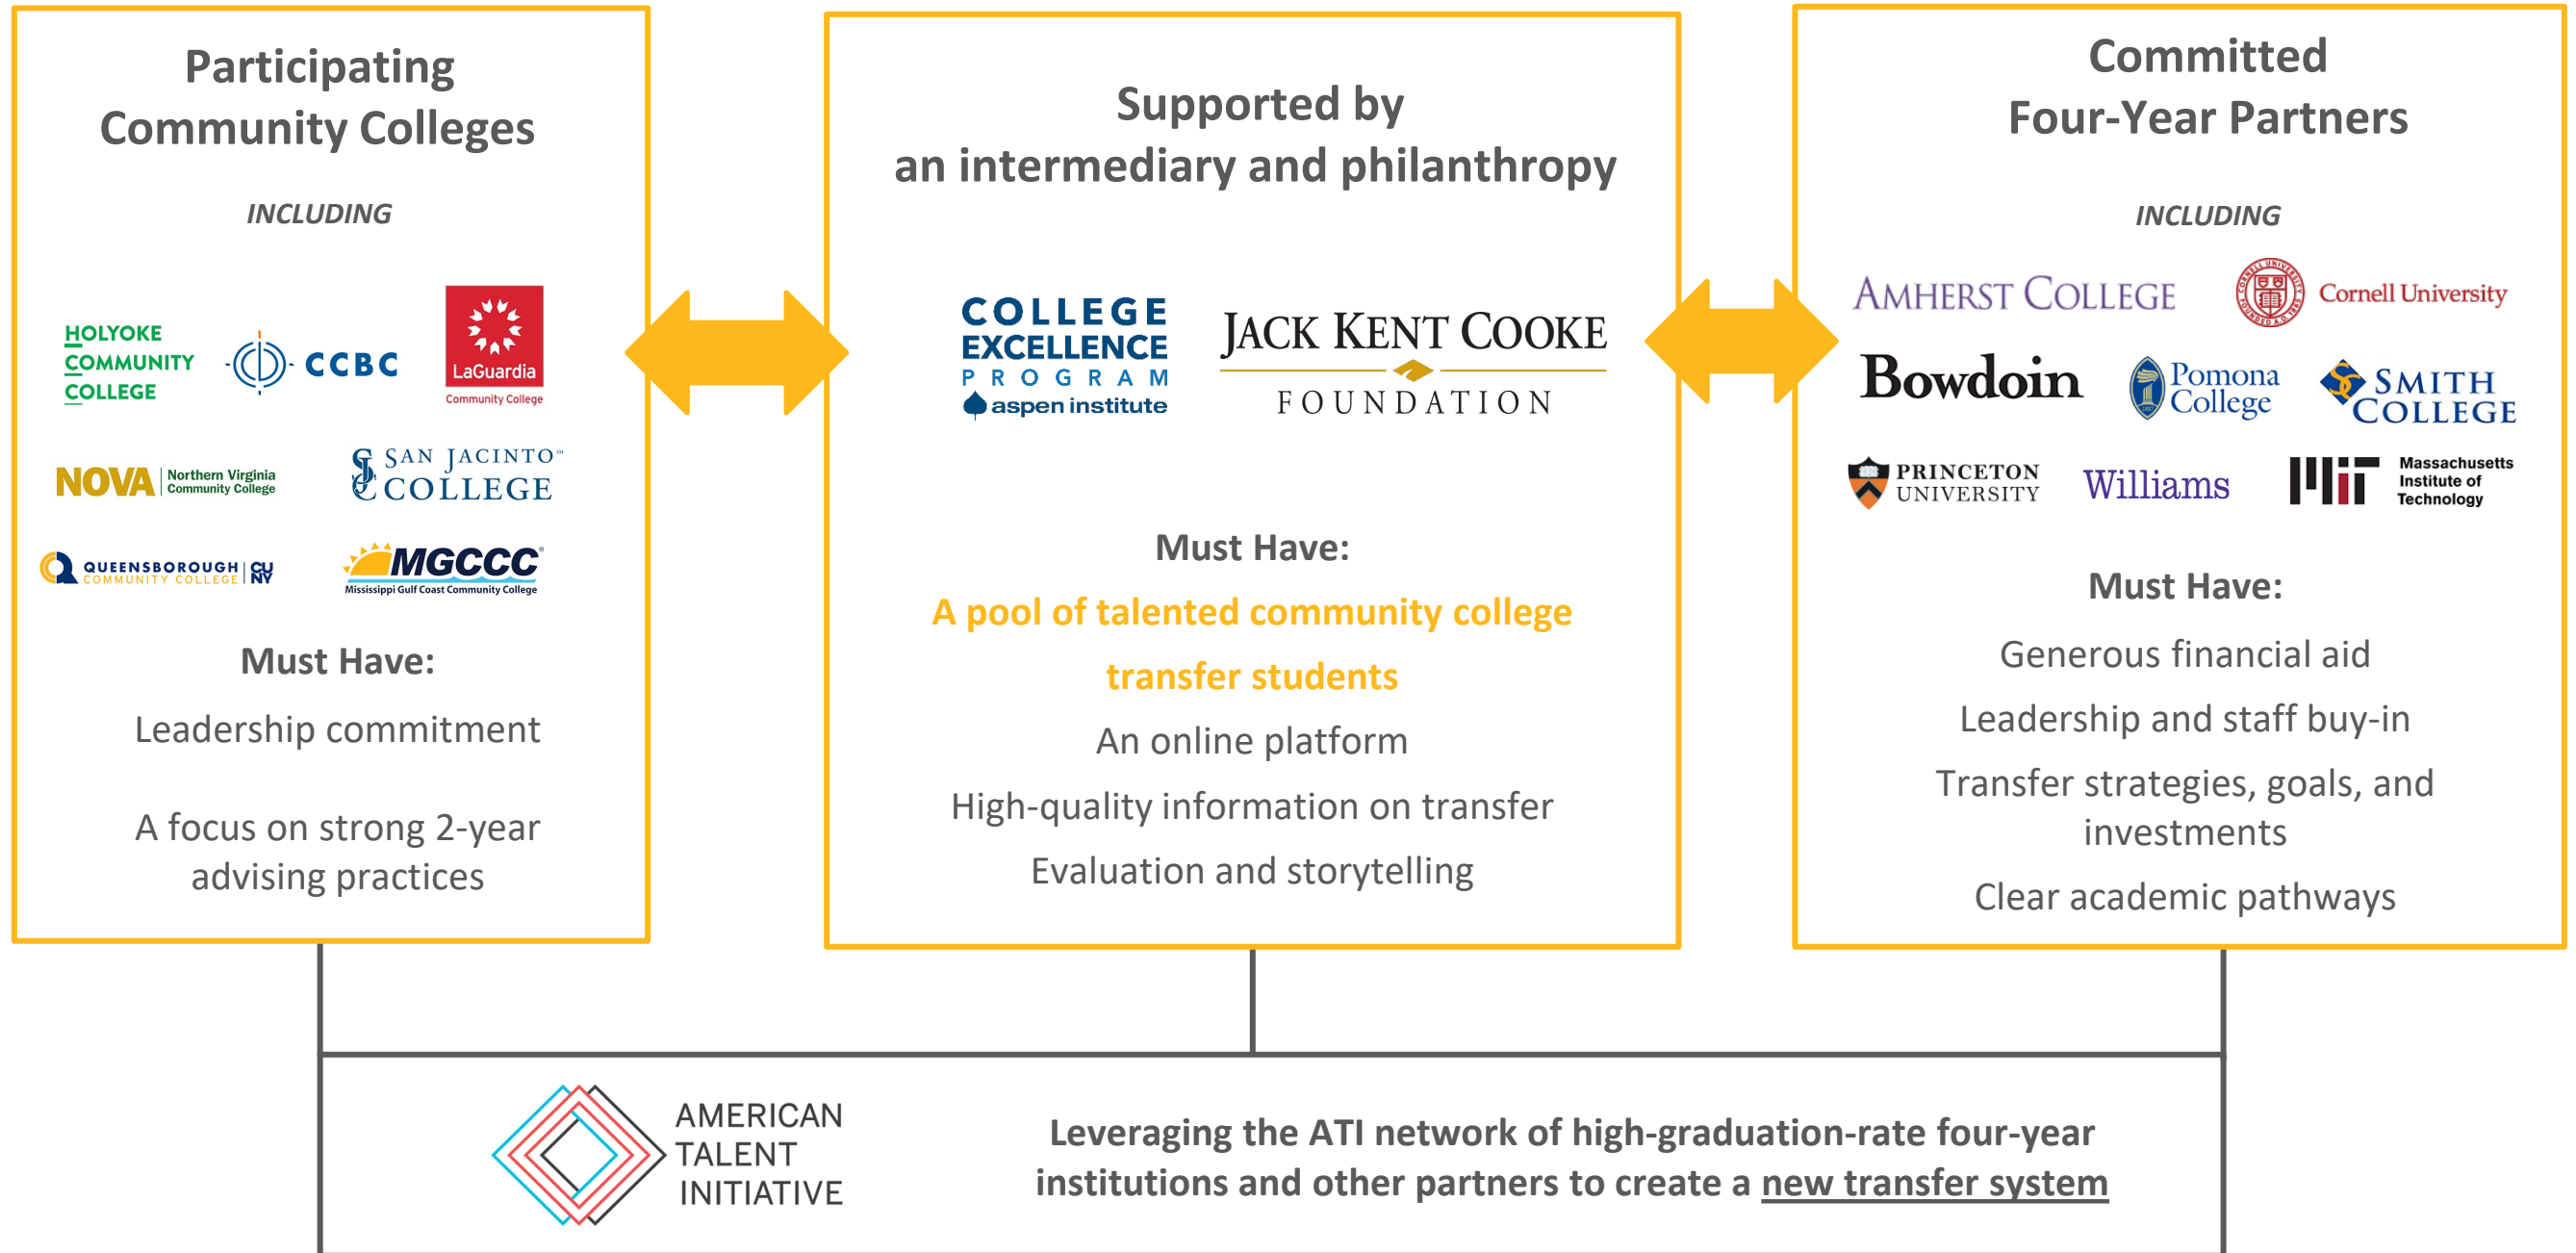 Participating
Community Colleges
INCLUDING
HOLYOKE
COMMUNITY
COLLEGE
CCBC
LaGuardia
Community College
NOVA Northern Virginia
Community College
SAN JACINTO℠
COLLEGE
QUEENSBOROUGH
COMMUNITY COLLEGE
CU
NY
MGCCC®
Mississippi Gulf Coast Community College
Must Have:
Leadership commitment
A focus on strong 2-year
advising practices
Supported by
an intermediary and philanthropy
COLLEGE
EXCELLENCE
PROGRAM
aspen institute
JACK KENT COOKE
FOUNDATION
Must Have:
A pool of talented community college
transfer students
An online platform
High-quality information on transfer
Evaluation and storytelling
Committed
Four-Year Partners
INCLUDING
AMHERST COLLEGE
Cornell University
Bowdoin
Pomona
College
SMITH
COLLEGE
PRINCETON
UNIVERSITY
Williams
MIT
Massachusetts
Institute of
Technology
Must Have:
Generous financial aid
Leadership and staff buy-in
Transfer strategies, goals, and
investments
Clear academic pathways
AMERICAN
TALENT
INITIATIVE
Leveraging the ATI network of high-graduation-rate four-year
institutions and other partners to create a new transfer system